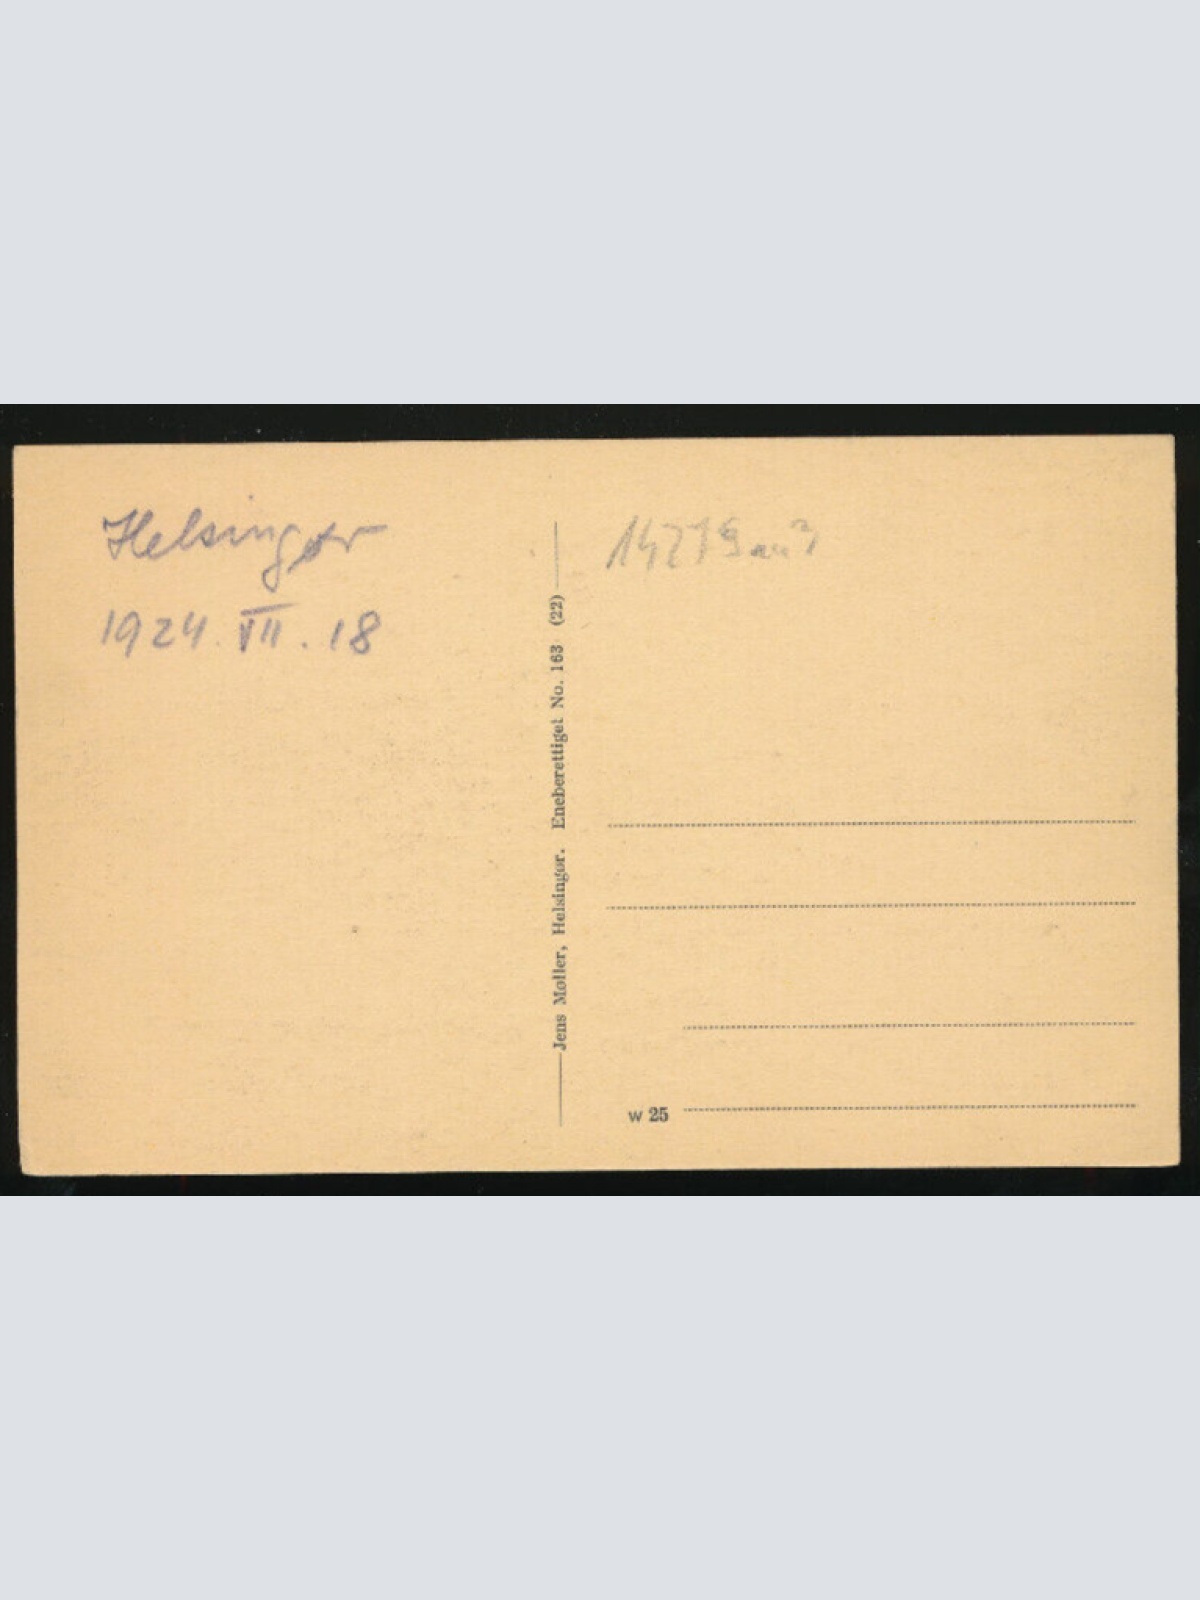 Helsingør
1924. VII. 18
Jens Møller, Helsingør. Eneberettiget No. 163 (22)
w 25